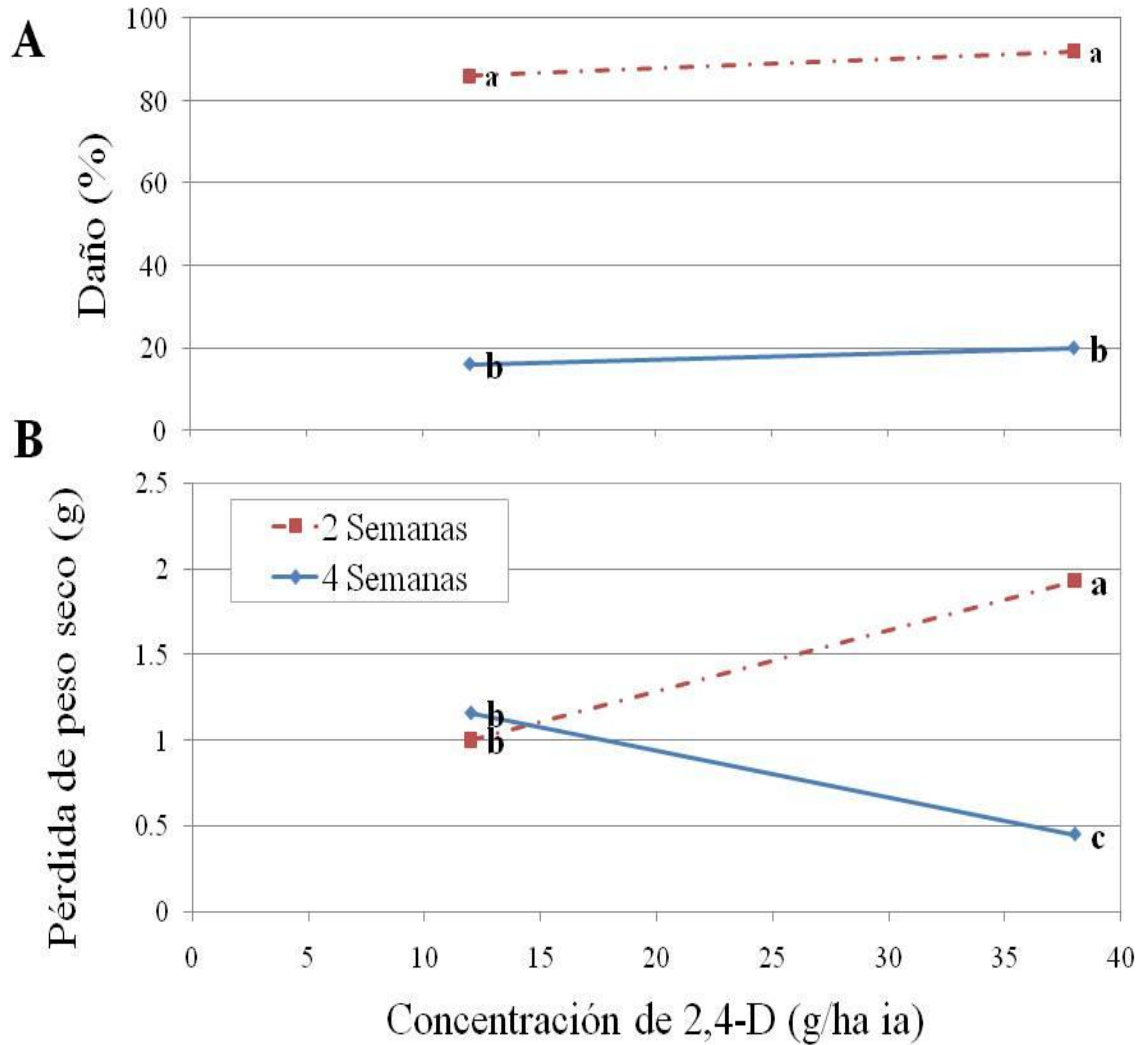 A
Daño (%)
100
80
60
40
20
0
a
a
b
b
B
Pérdida de peso seco (g)
2.5
2
1.5
1
0.5
0
2 Semanas
4 Semanas
a
b
b
c
0 5 10 15 20 25 30 35 40
Concentración de 2,4-D (g/ha ia)